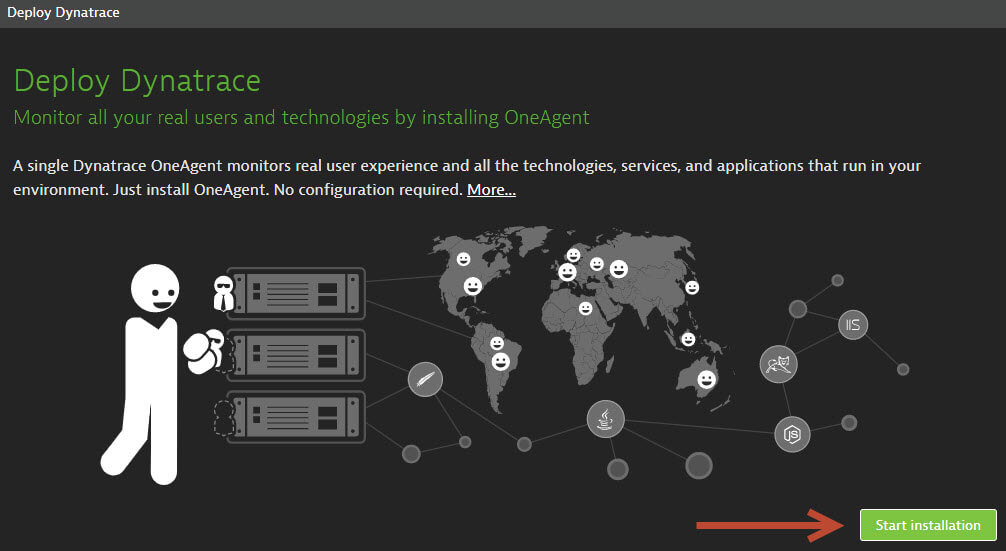 Deploy Dynatrace
Deploy Dynatrace
Monitor all your real users and technologies by installing OneAgent
A single Dynatrace OneAgent monitors real user experience and all the technologies, services, and applications that run in your
environment. Just install OneAgent. No configuration required. More...
IIS
JS
Start installation